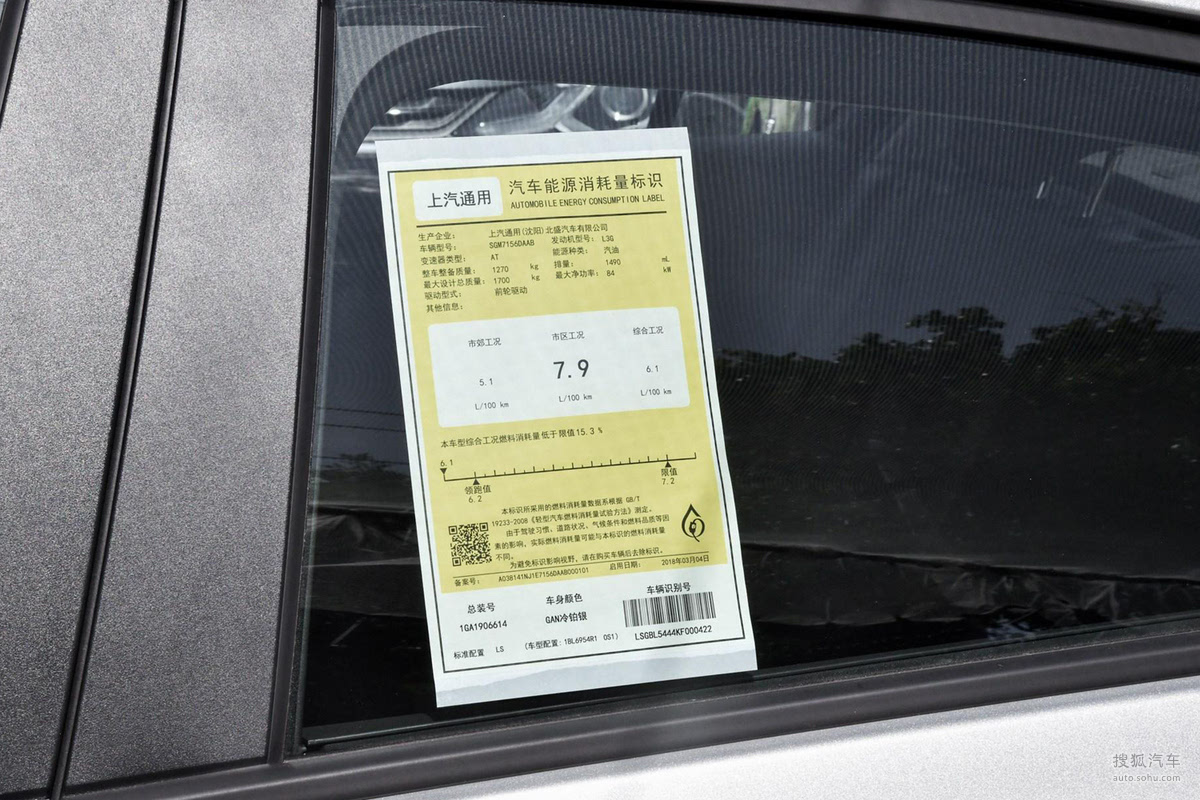 上汽通用
汽车能源消耗量标识
AUTOMOBILE ENERGY CONSUMPTION LABEL
生产企业： 上汽通用(沈阳)北盛汽车有限公司
车辆型号： SGM7156DAAB 发动机型号： L3G
变速器类型： AT 能源种类： 汽油
整车整备质量： 1270 kg 排量： 1490 mL
最大设计总质量： 1700 kg 最大净功率： 84 kW
驱动型式： 前轮驱动
其他信息：
市郊工况 市区工况 综合工况
5.1 7.9 6.1
L/100 km L/100 km L/100 km
本车型综合工况燃料消耗量低于限值15.3 %
6.1
领跑值 限值
6.2 7.2
本标识所采用的燃料消耗量数据系根据 GB/T
19233-2008《轻型汽车燃料消耗量试验方法》测定。
由于驾驶习惯、道路状况、气候条件和燃料品质等因
素的影响，实际燃料消耗量可能与本标识的燃料消耗量
不同。
为避免标识影响视野，请在购买车辆后去除标识。
备案号： A038141NJ1E7156DAAB000101 启用日期： 2018年03月04日
总装号 车身颜色 车辆识别号
1GA1906614 GAN冷铂银
LSGBL5444KF000422
标准配置 LS (车型配置:1BL6954R1 0S1)
搜狐汽车
auto.sohu.com